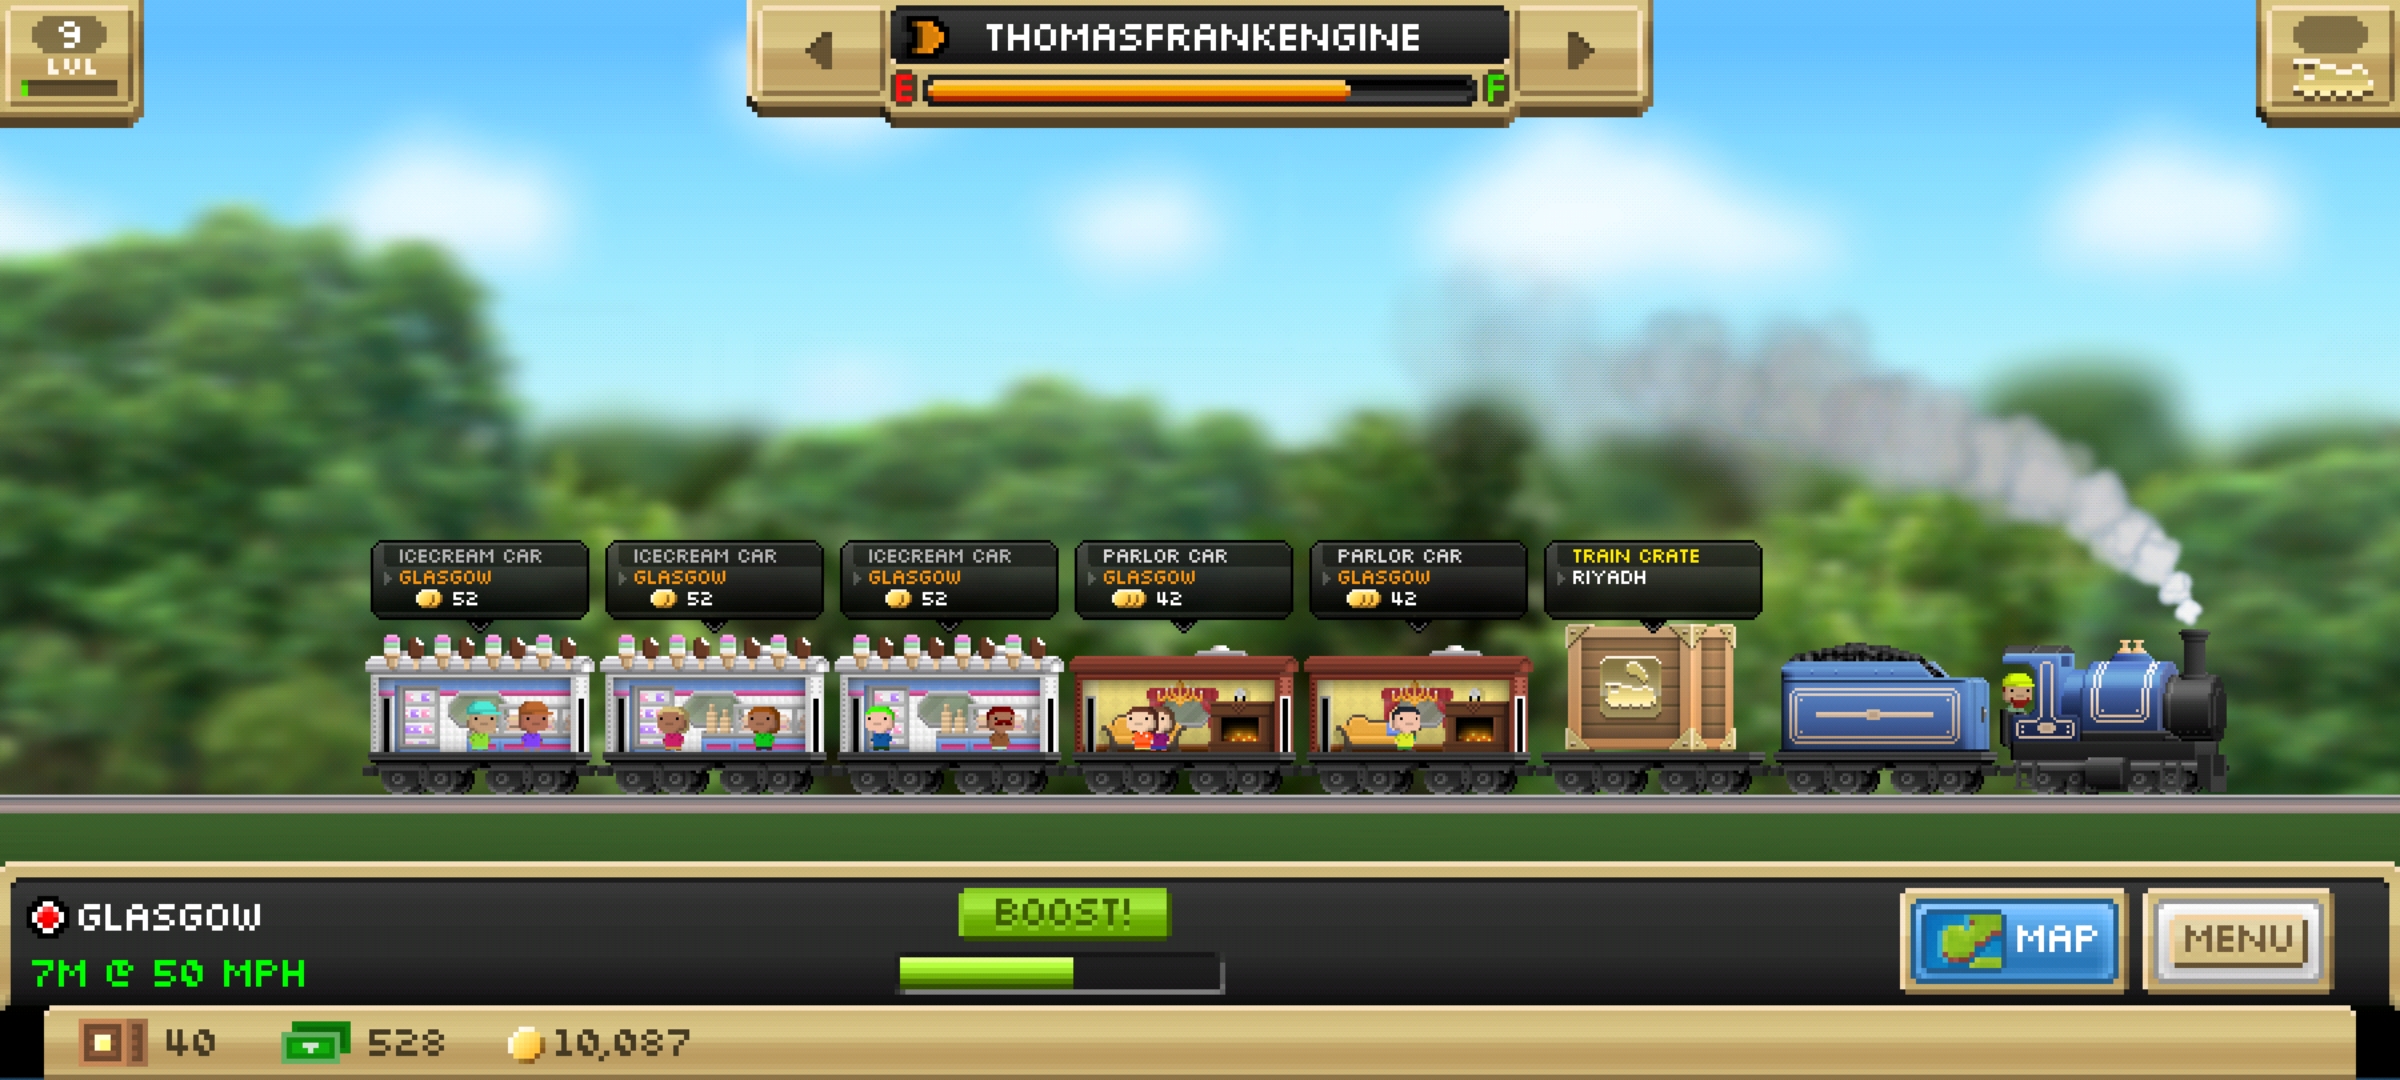 9
LVL
THOMASFRANKENGINE
E
F
ICECREAM CAR
GLASGOW
52
ICECREAM CAR
GLASGOW
52
ICECREAM CAR
GLASGOW
52
PARLOR CAR
GLASGOW
42
PARLOR CAR
GLASGOW
42
TRAIN CRATE
RIYADH
GLASGOW
7M @ 50 MPH
BOOST!
MAP
MENU
40
528
10,087